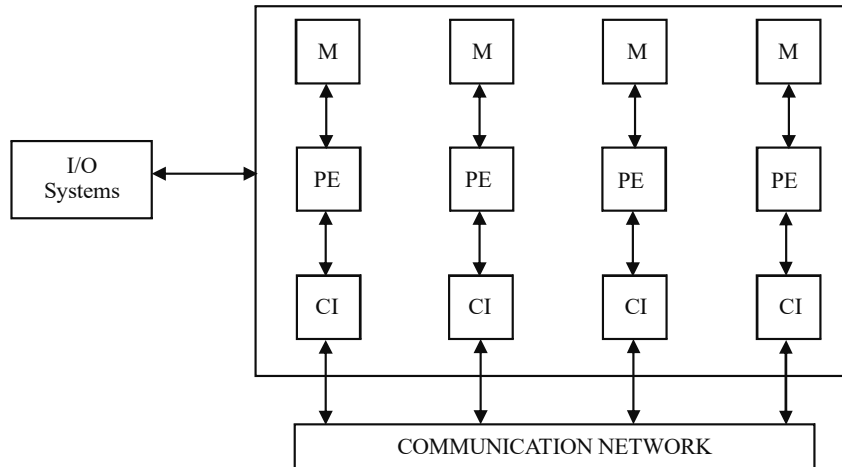 M M M M
I/O
Systems
PE PE PE PE
CI CI CI CI
COMMUNICATION NETWORK